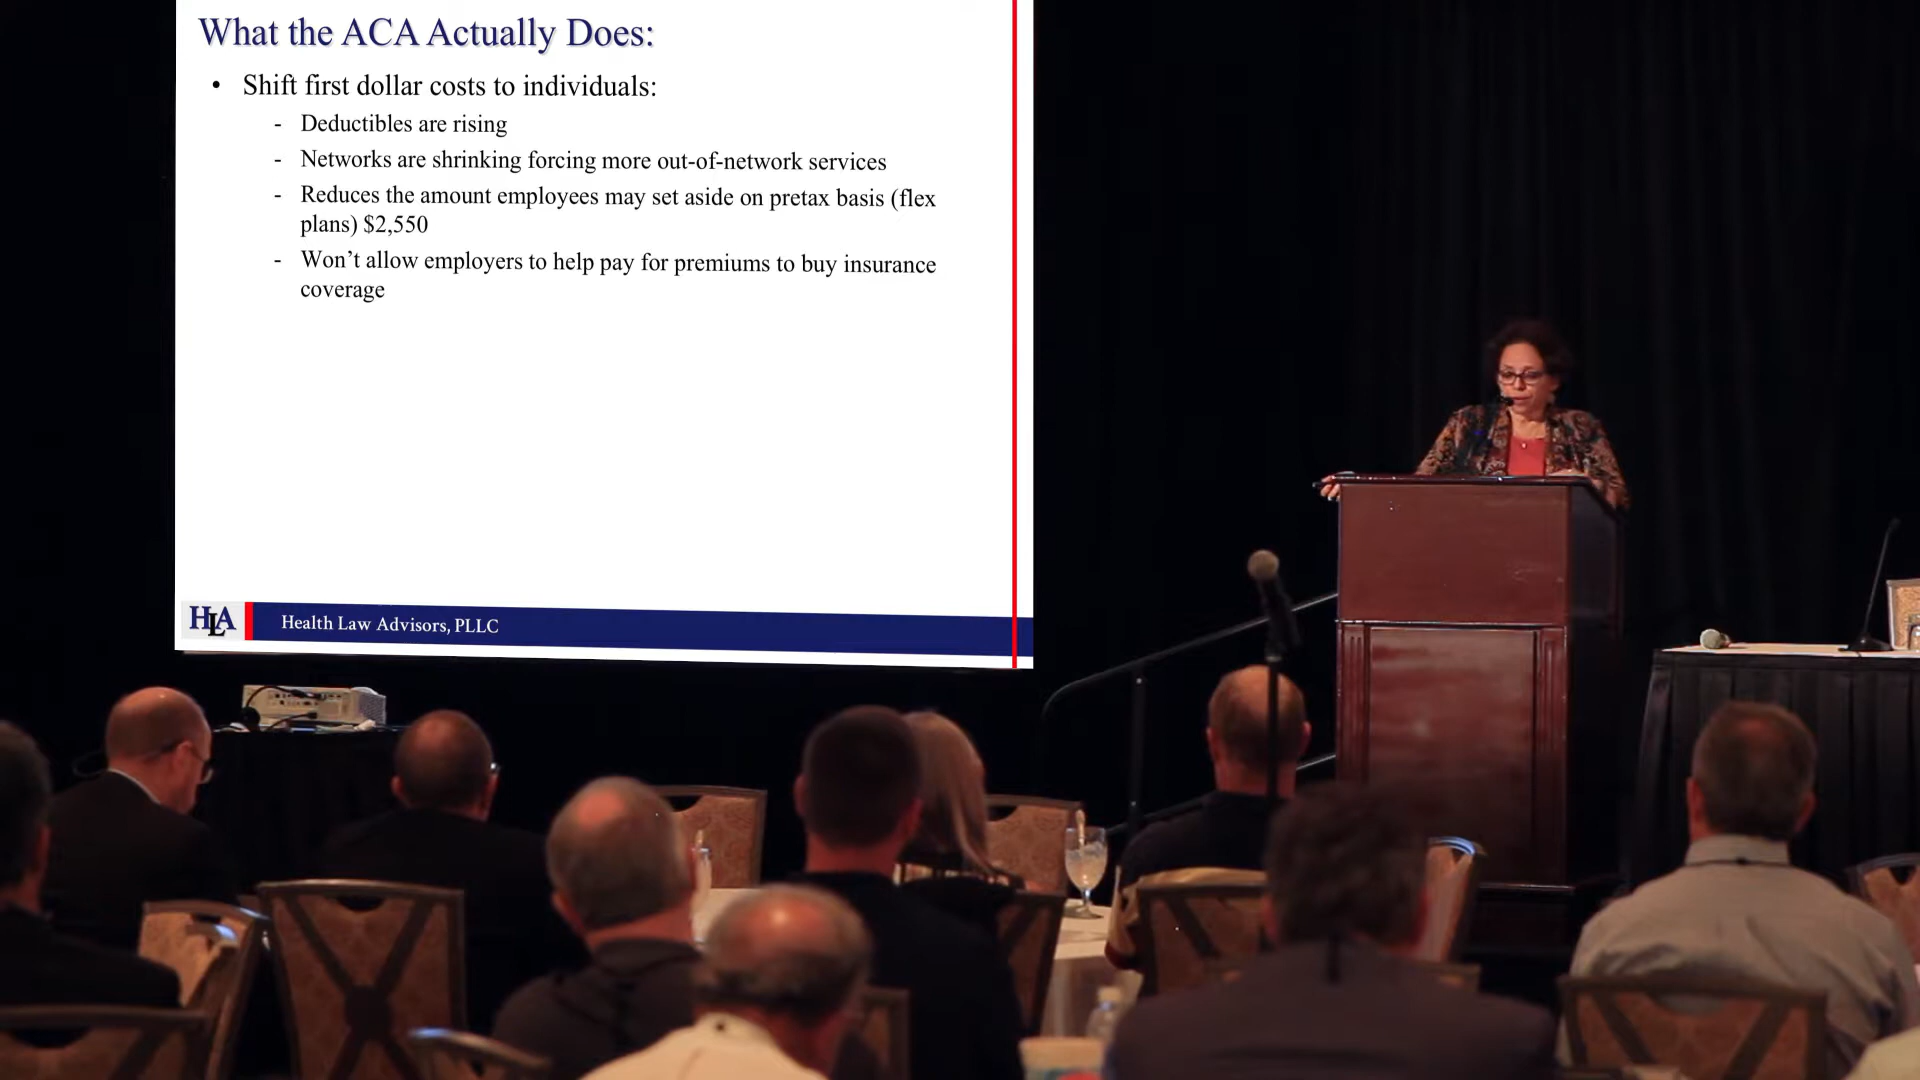 What the ACA Actually Does:
• Shift first dollar costs to individuals:
- Deductibles are rising
- Networks are shrinking forcing more out-of-network services
- Reduces the amount employees may set aside on pretax basis (flex
plans) $2,550
- Won’t allow employers to help pay for premiums to buy insurance
coverage
HLA
Health Law Advisors, PLLC